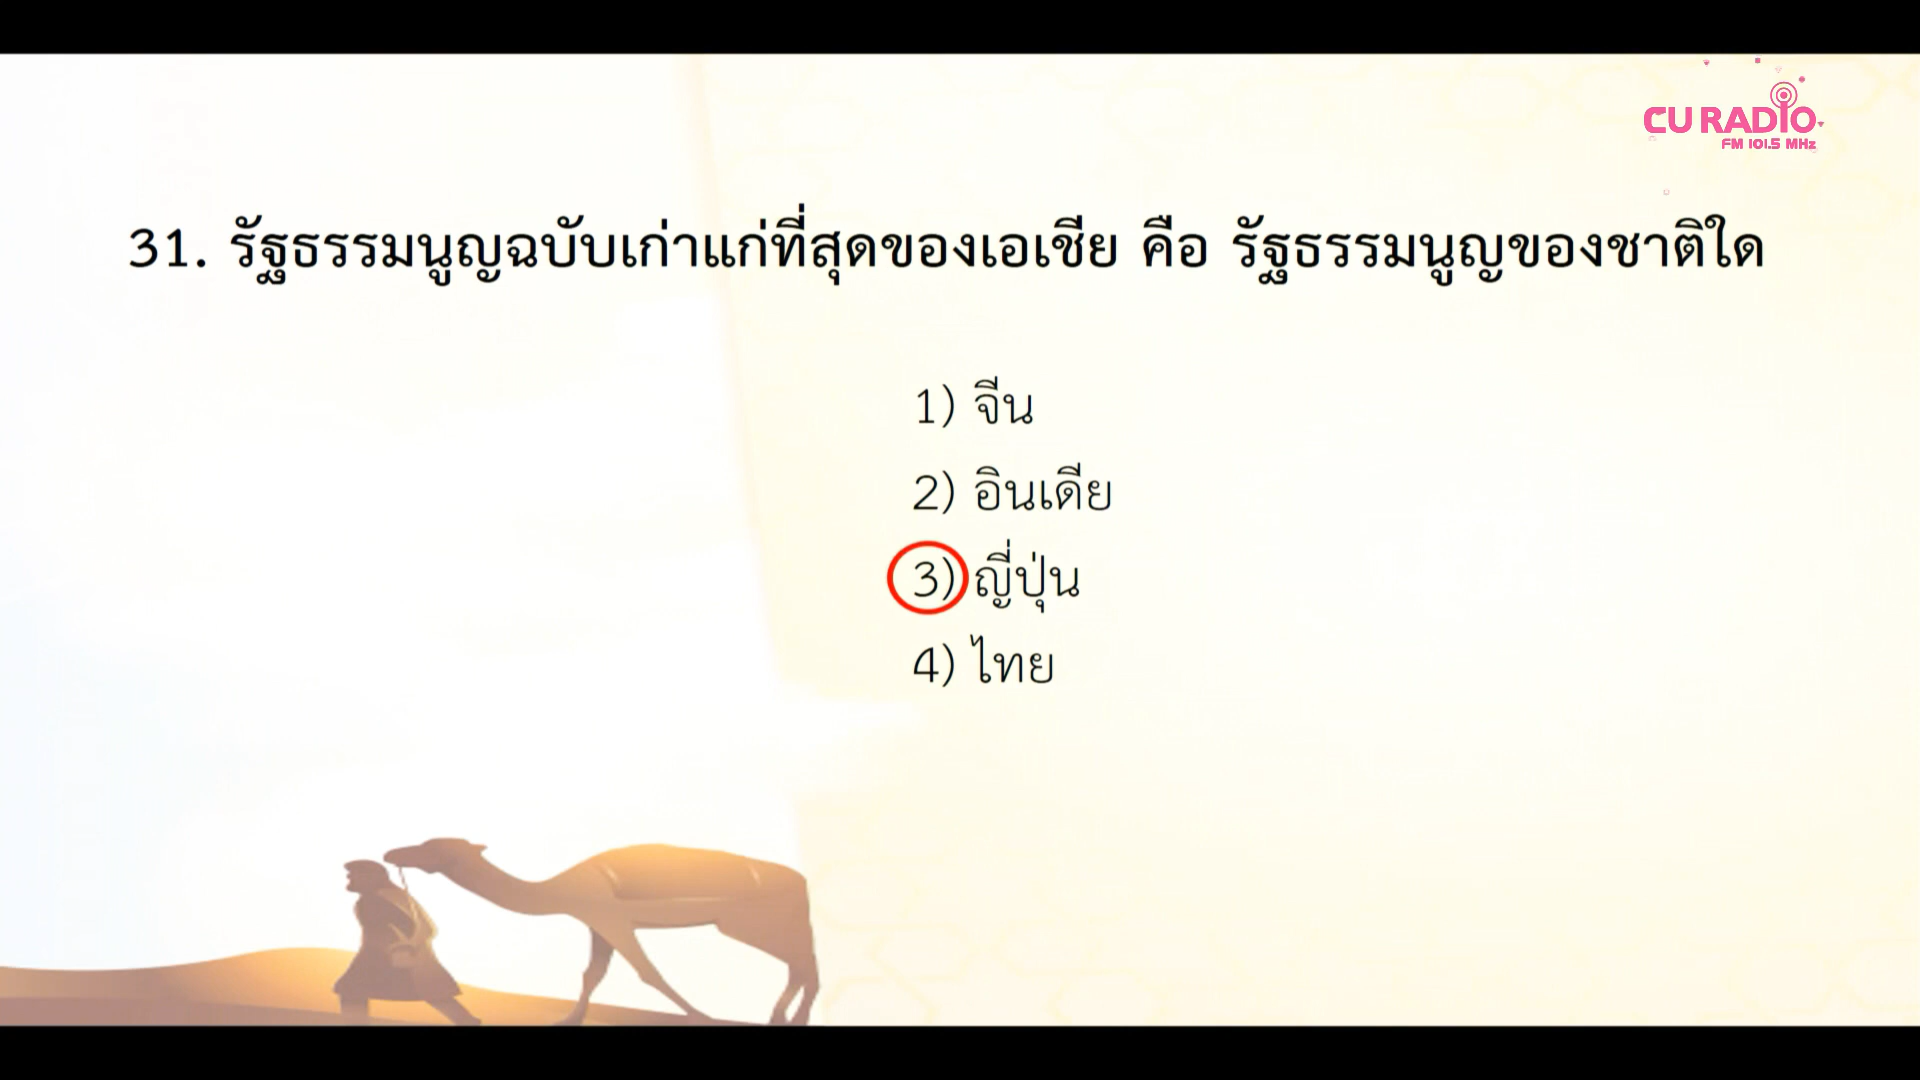 CU RADIO
FM 101.5 MHz
31. รัฐธรรมนูญฉบับเก่าแก่ที่สุดของเอเชีย คือ รัฐธรรมนูญของชาติใด
1) จีน
2) อินเดีย
3) ญี่ปุ่น
4) ไทย